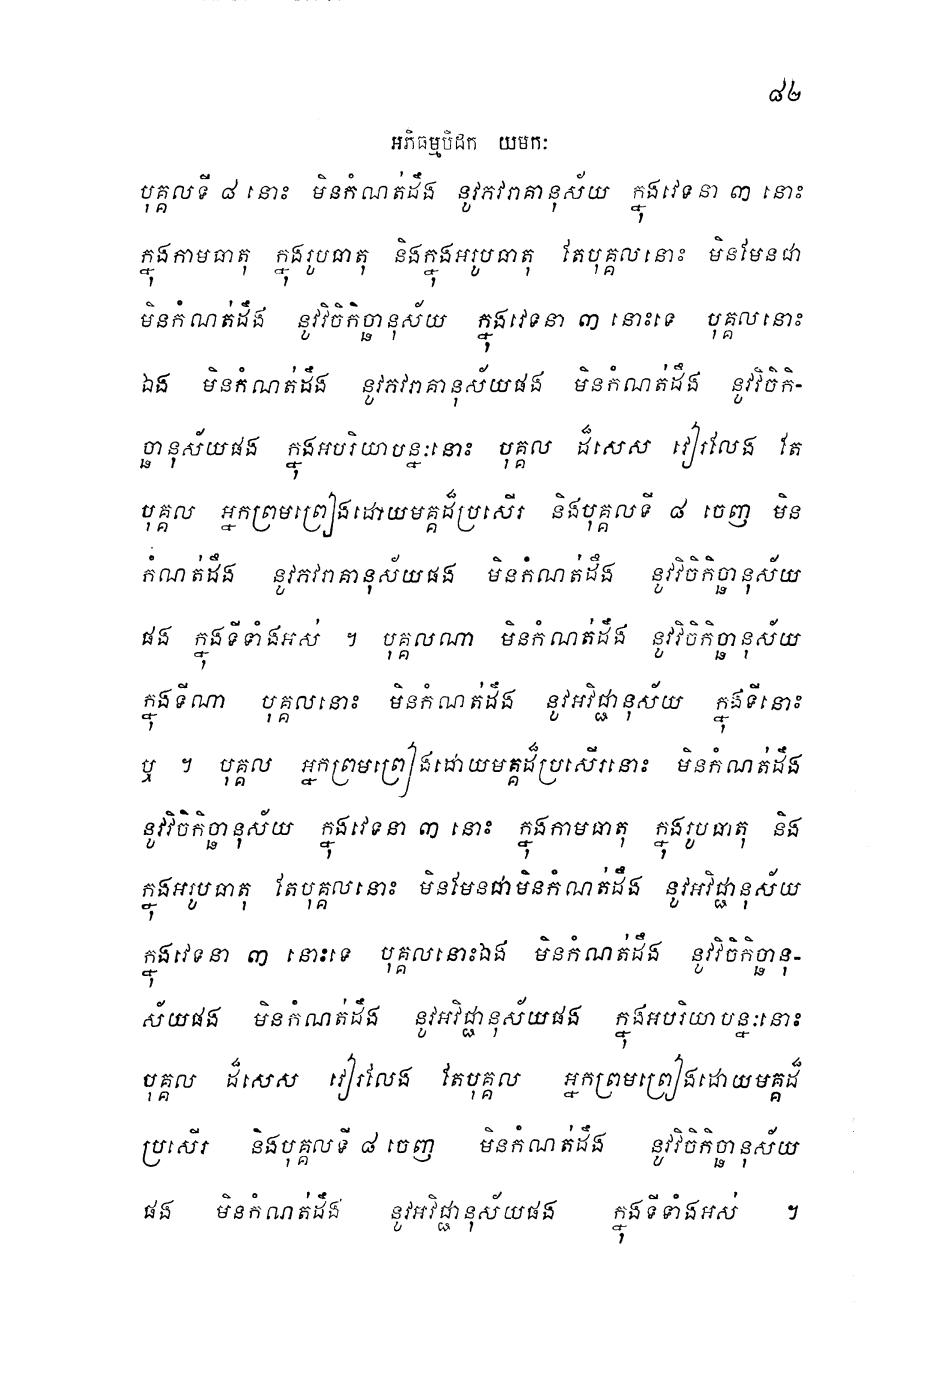 ៨២
អភិធម្មបិដក យមកៈ
បុគ្គលទី ៨ នោះ មិនកំណត់ដឹង នូវភវរាគានុស័យ ក្នុងវេទនា ៣ នោះ
ក្នុងកាមធាតុ ក្នុងរូបធាតុ និងក្នុងអរូបធាតុ តែបុគ្គលនោះ មិនមែនជា
មិនកំណត់ដឹង នូវវិចិកិច្ឆានុស័យ ក្នុងវេទនា ៣ នោះទេ បុគ្គលនោះ
ឯង មិនកំណត់ដឹង នូវភវរាគានុស័យផង មិនកំណត់ដឹង នូវវិចិកិ-
ច្ឆានុស័យផង ក្នុងអបរិយាបន្នៈនោះ បុគ្គល ដ៏សេស វៀរលែង តែ
បុគ្គល អ្នកព្រមព្រៀងដោយមគ្គដ៏ប្រសើរ និងបុគ្គលទី ៨ ចេញ មិន
កំណត់ដឹង នូវភវរាគានុស័យផង មិនកំណត់ដឹង នូវវិចិកិច្ឆានុស័យ
ផង ក្នុងទីទាំងអស់ ។ បុគ្គលណា មិនកំណត់ដឹង នូវវិចិកិច្ឆានុស័យ
ក្នុងទីណា បុគ្គលនោះ មិនកំណត់ដឹង នូវអវិជ្ជានុស័យ ក្នុងទីនោះ
ឬ ។ បុគ្គល អ្នកព្រមព្រៀងដោយមគ្គដ៏ប្រសើរនោះ មិនកំណត់ដឹង
នូវវិចិកិច្ឆានុស័យ ក្នុងវេទនា ៣ នោះ ក្នុងកាមធាតុ ក្នុងរូបធាតុ និង
ក្នុងអរូបធាតុ តែបុគ្គលនោះ មិនមែនជាមិនកំណត់ដឹង នូវអវិជ្ជានុស័យ
ក្នុងវេទនា ៣ នោះទេ បុគ្គលនោះឯង មិនកំណត់ដឹង នូវវិចិកិច្ឆានុ-
ស័យផង មិនកំណត់ដឹង នូវអវិជ្ជានុស័យផង ក្នុងអបរិយាបន្នៈនោះ
បុគ្គល ដ៏សេស វៀរលែង តែបុគ្គល អ្នកព្រមព្រៀងដោយមគ្គដ៏
ប្រសើរ និងបុគ្គលទី ៨ ចេញ មិនកំណត់ដឹង នូវវិចិកិច្ឆានុស័យ
ផង មិនកំណត់ដឹង នូវអវិជ្ជានុស័យផង ក្នុងទីទាំងអស់ ។